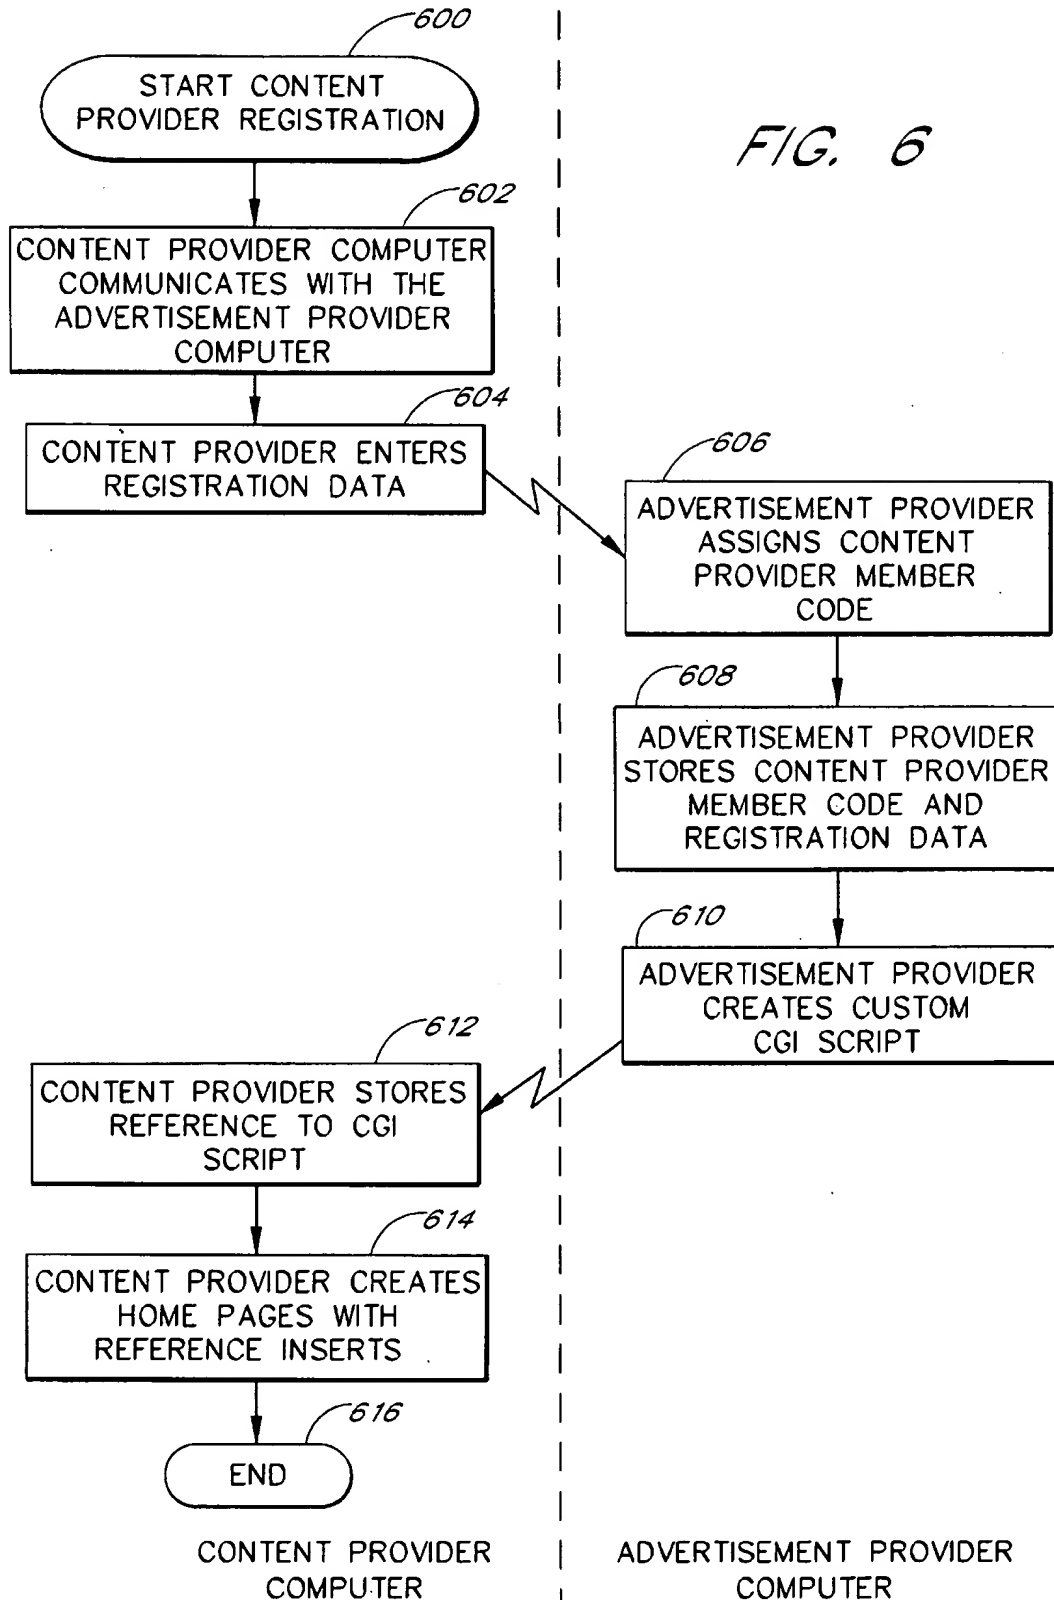 600
START CONTENT
PROVIDER REGISTRATION
FIG. 6
602
CONTENT PROVIDER COMPUTER
COMMUNICATES WITH THE
ADVERTISEMENT PROVIDER
COMPUTER
604
CONTENT PROVIDER ENTERS
REGISTRATION DATA
606
ADVERTISEMENT PROVIDER
ASSIGNS CONTENT
PROVIDER MEMBER
CODE
608
ADVERTISEMENT PROVIDER
STORES CONTENT PROVIDER
MEMBER CODE AND
REGISTRATION DATA
610
ADVERTISEMENT PROVIDER
CREATES CUSTOM
CGI SCRIPT
612
CONTENT PROVIDER STORES
REFERENCE TO CGI
SCRIPT
614
CONTENT PROVIDER CREATES
HOME PAGES WITH
REFERENCE INSERTS
616
END
CONTENT PROVIDER
COMPUTER
ADVERTISEMENT PROVIDER
COMPUTER